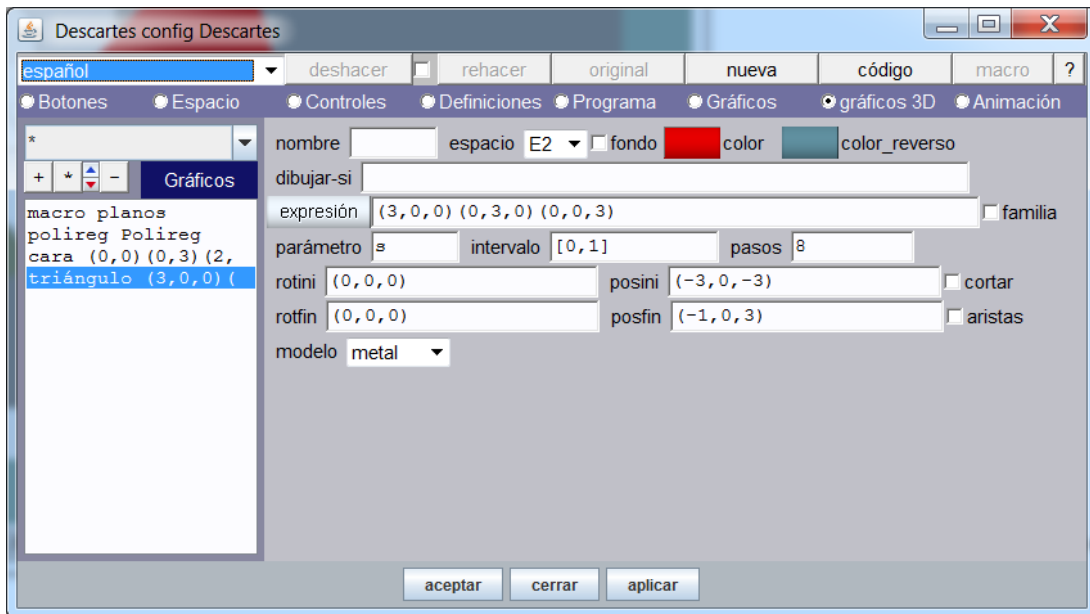 Descartes config Descartes
español deshacer rehacer original nueva código macro ?
Botones Espacio Controles Definiciones Programa Gráficos gráficos 3D Animación
* nombre espacio E2 fondo color color_reverso
+ * - Gráficos dibujar-si
macro planos expresión (3,0,0)(0,3,0)(0,0,3) familia
polireg Polireg
cara (0,0)(0,3)(2, parámetro s intervalo [0,1] pasos 8
triángulo (3,0,0)( rotini (0,0,0) posini (-3,0,-3) cortar
rotfin (0,0,0) posfin (-1,0,3) aristas
modelo metal
aceptar cerrar aplicar